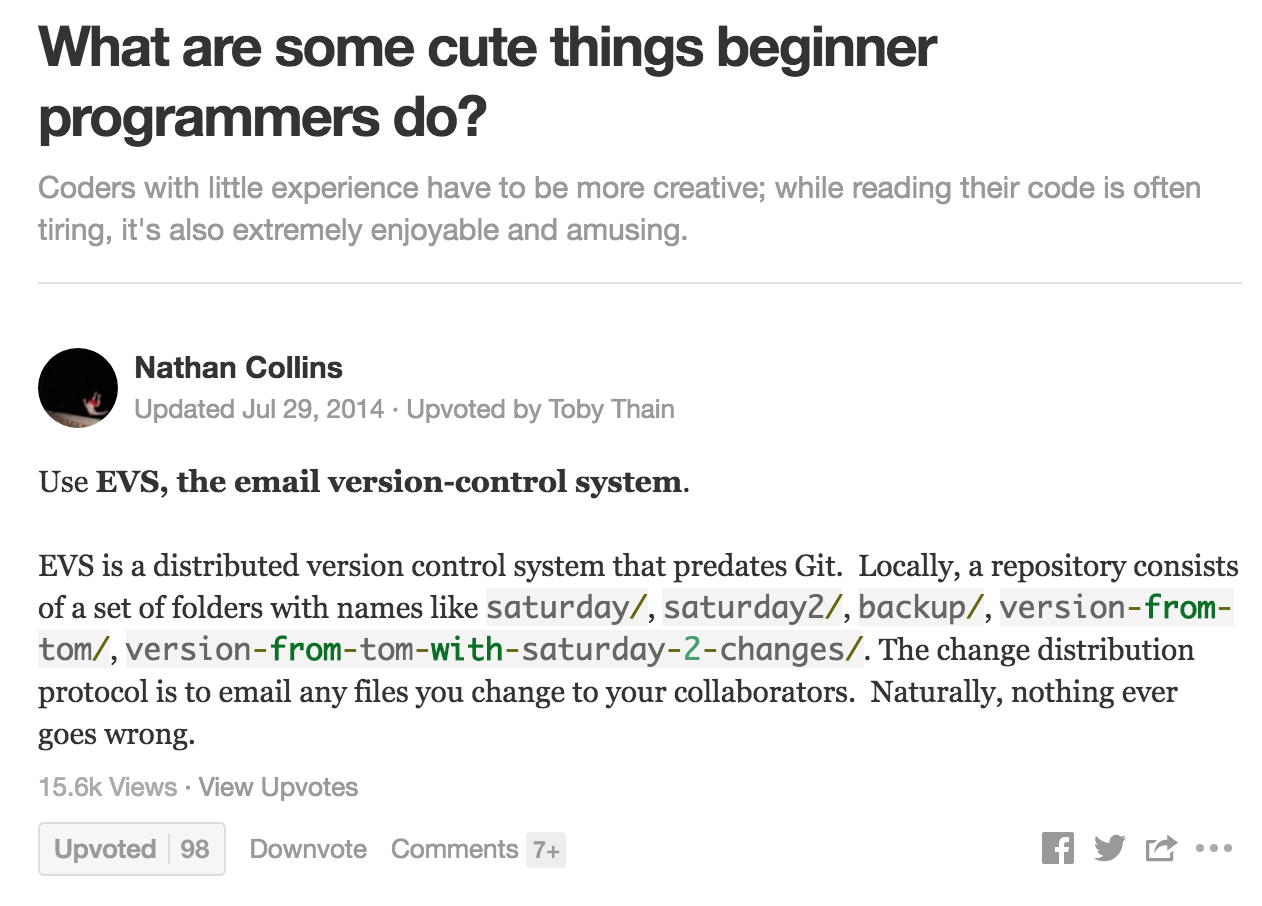 What are some cute things beginner
programmers do?
Coders with little experience have to be more creative; while reading their code is often
tiring, it's also extremely enjoyable and amusing.
Nathan Collins
Updated Jul 29, 2014 · Upvoted by Toby Thain
Use EVS, the email version-control system.
EVS is a distributed version control system that predates Git.  Locally, a repository consists
of a set of folders with names like saturday/, saturday2/, backup/, version-from-
tom/, version-from-tom-with-saturday-2-changes/. The change distribution
protocol is to email any files you change to your collaborators.  Naturally, nothing ever
goes wrong.
15.6k Views · View Upvotes
Upvoted 98 Downvote Comments 7+